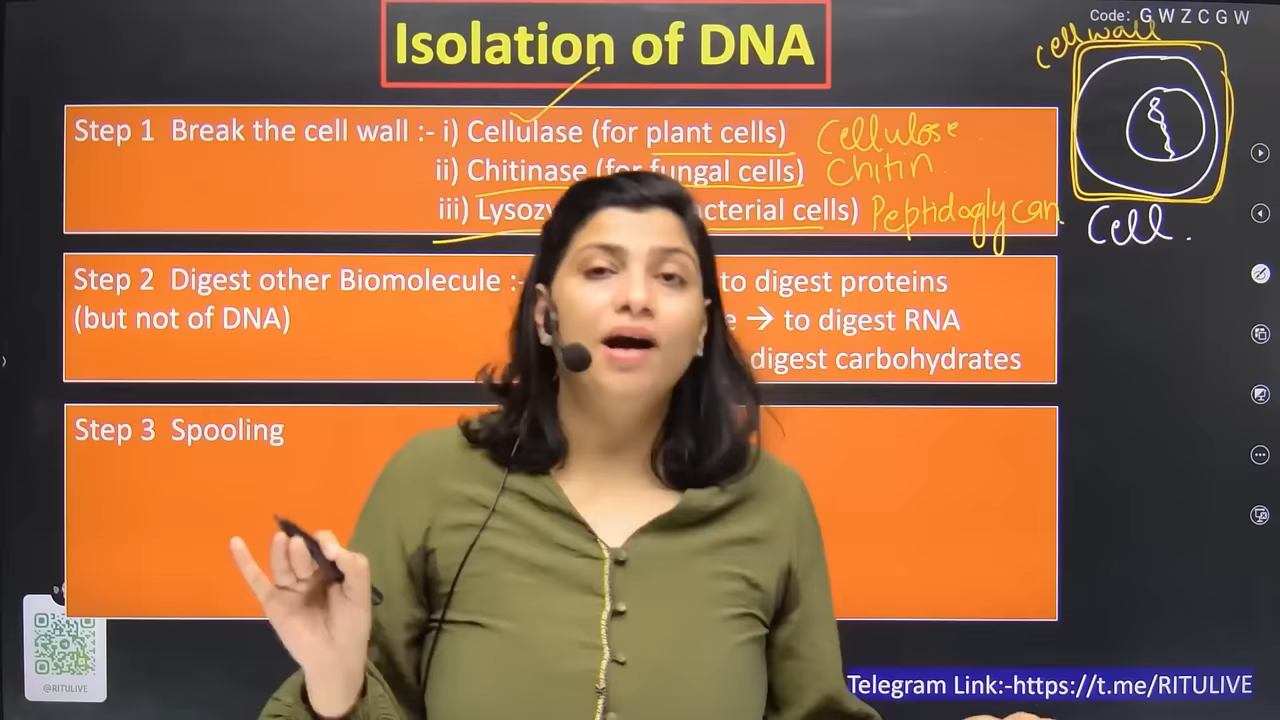 Code: G W Z C G W
Isolation of DNA
cell wall
Step 1 Break the cell wall :- i) Cellulase (for plant cells) Cellulose
ii) Chitinase (for fungal cells) Chitin
iii) Lysozy cterial cells) Peptidoglycan
Cell.
Step 2 Digest other Biomolecule :- to digest proteins
(but not of DNA) e → to digest RNA
digest carbohydrates
Step 3 Spooling
@RITULIVE
Telegram Link:-https://t.me/RITULIVE